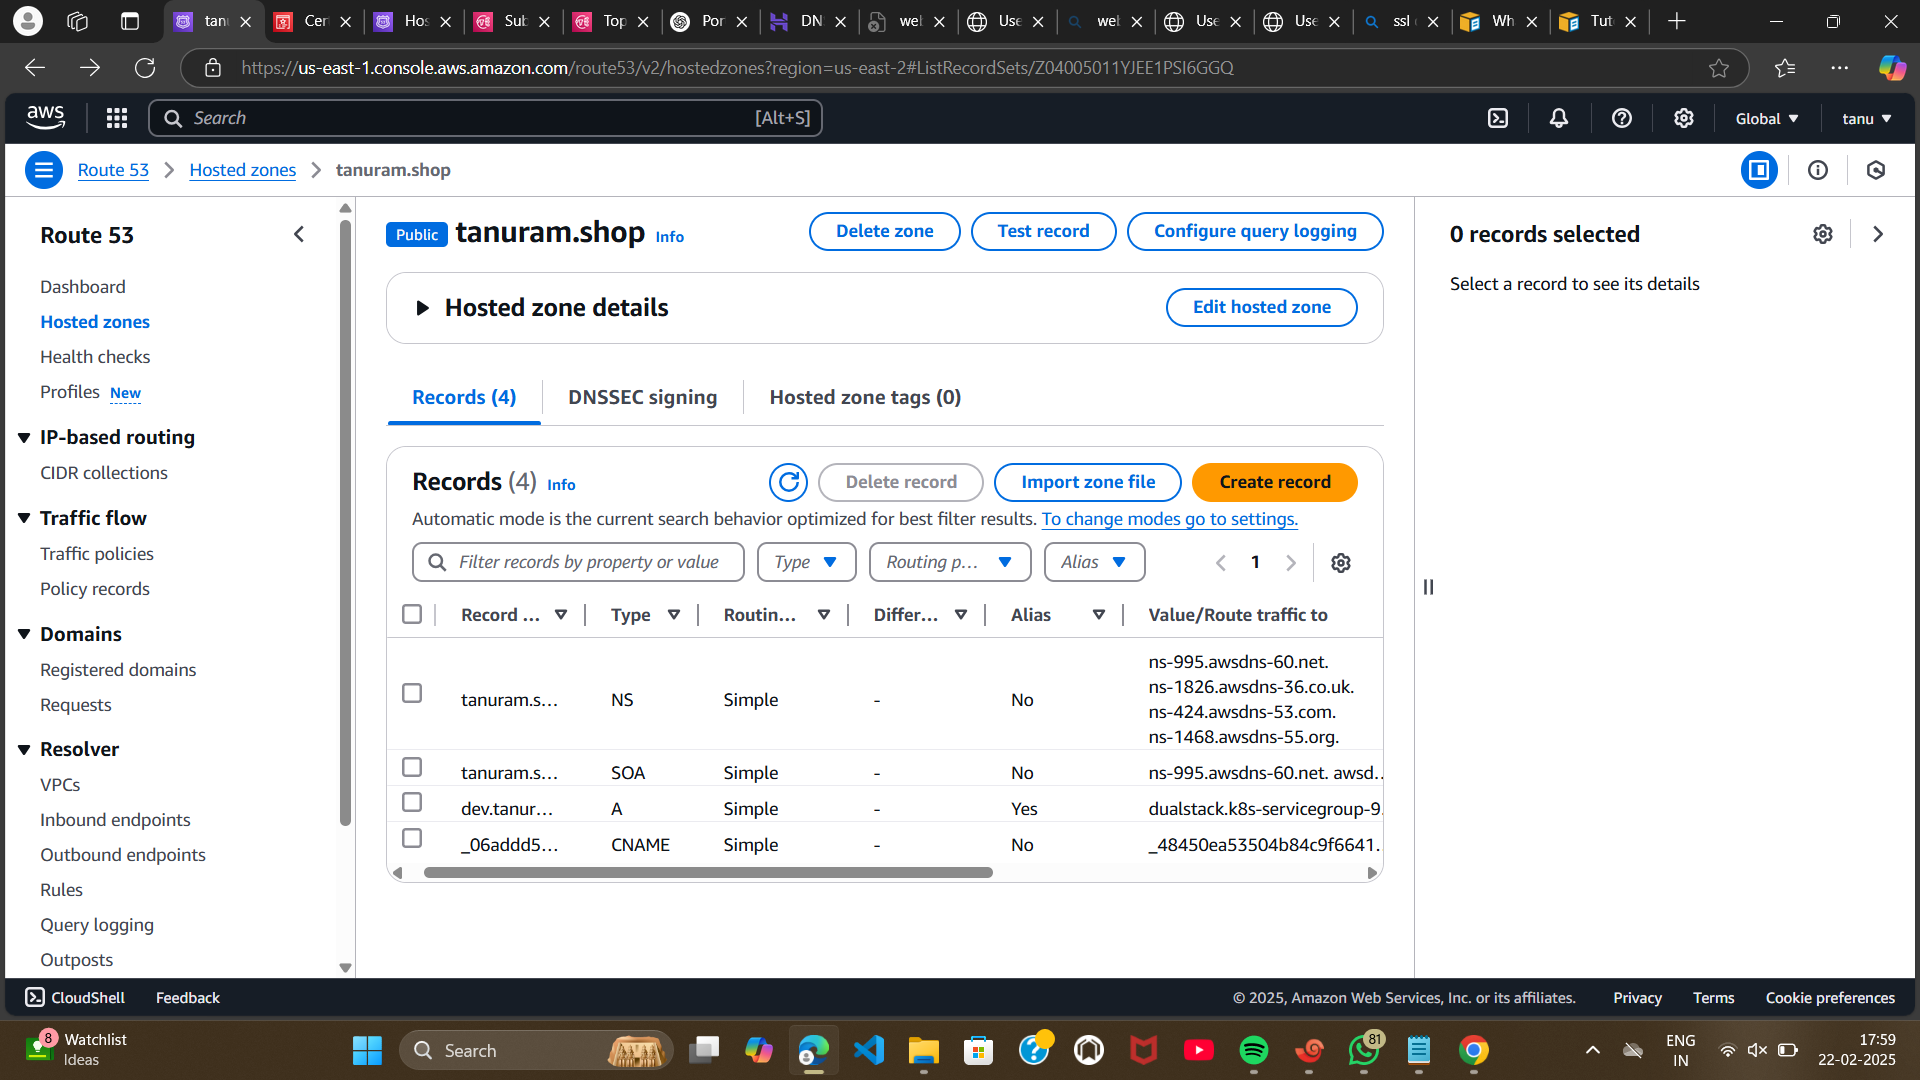 tanu
Cert
Hos
Sub
Top
Por
DN
wel
Use
wel
Use
Use
ssl
Wh
Tut
https://us-east-1.console.aws.amazon.com/route53/v2/hostedzones?region=us-east-2#ListRecordSets/Z04005011YJEE1PSI6GGQ
aws
Search
[Alt+S]
Global
tanu
Route 53
Hosted zones
tanuram.shop
Route 53
Dashboard
Hosted zones
Health checks
Profiles New
IP-based routing
CIDR collections
Traffic flow
Traffic policies
Policy records
Domains
Registered domains
Requests
Resolver
VPCs
Inbound endpoints
Outbound endpoints
Rules
Query logging
Outposts
Public tanuram.shop Info
Delete zone
Test record
Configure query logging
Hosted zone details
Edit hosted zone
Records (4)
DNSSEC signing
Hosted zone tags (0)
Records (4) Info
Delete record
Import zone file
Create record
Automatic mode is the current search behavior optimized for best filter results. To change modes go to settings.
Filter records by property or value
Type
Routing p...
Alias
1
Record ... Type Routin... Differ... Alias Value/Route traffic to
tanuram.s... NS Simple - No
ns-995.awsdns-60.net.
ns-1826.awsdns-36.co.uk.
ns-424.awsdns-53.com.
ns-1468.awsdns-55.org.
tanuram.s... SOA Simple - No ns-995.awsdns-60.net. awsd..
dev.tanur... A Simple - Yes dualstack.k8s-servicegroup-9.
_06addd5... CNAME Simple - No _48450ea53504b84c9f6641.
0 records selected
Select a record to see its details
CloudShell
Feedback
© 2025, Amazon Web Services, Inc. or its affiliates.
Privacy
Terms
Cookie preferences
8
Watchlist
Ideas
Search
81
ENG
IN
17:59
22-02-2025